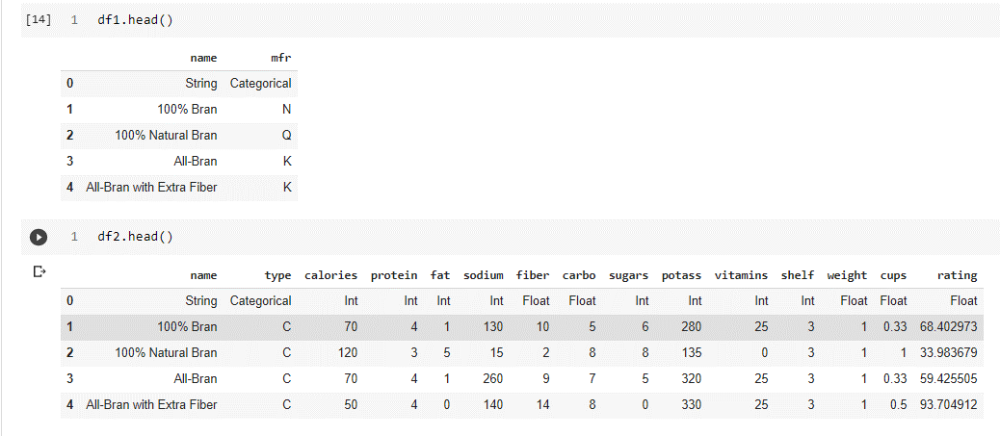 [14] 1 df1.head()
name mfr
0 String Categorical
1 100% Bran N
2 100% Natural Bran Q
3 All-Bran K
4 All-Bran with Extra Fiber K
1 df2.head()
name type calories protein fat sodium fiber carbo sugars potass vitamins shelf weight cups rating
0 String Categorical Int Int Int Int Float Float Int Int Int Int Float Float Float
1 100% Bran C 70 4 1 130 10 5 6 280 25 3 1 0.33 68.402973
2 100% Natural Bran C 120 3 5 15 2 8 8 135 0 3 1 1 33.983679
3 All-Bran C 70 4 1 260 9 7 5 320 25 3 1 0.33 59.425505
4 All-Bran with Extra Fiber C 50 4 0 140 14 8 0 330 25 3 1 0.5 93.704912